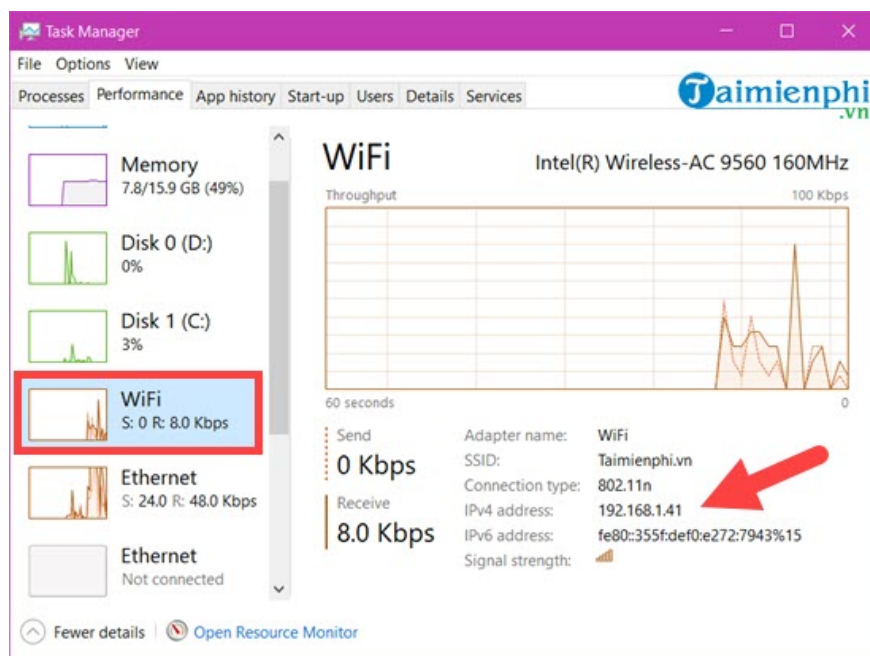 Task Manager
File Options View
Processes Performance App history Start-up Users Details Services
Taimienphi
.vn
Memory
7.8/15.9 GB (49%)
Disk 0 (D:)
0%
Disk 1 (C:)
3%
WiFi
S: 0 R: 8.0 Kbps
Ethernet
S: 24.0 R: 48.0 Kbps
Ethernet
Not connected
WiFi Intel(R) Wireless-AC 9560 160MHz
Throughput 100 Kbps
60 seconds 0
Send
0 Kbps
Receive
8.0 Kbps
Adapter name: WiFi
SSID: Taimienphi.vn
Connection type: 802.11n
IPv4 address: 192.168.1.41
IPv6 address: fe80::355f:def0:e272:7943%15
Signal strength:
Fewer details Open Resource Monitor